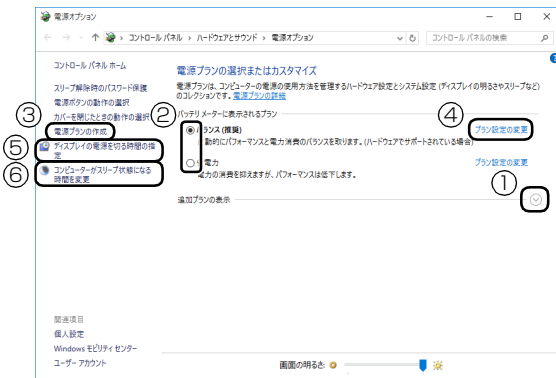 電源オプション
コントロール パネル › ハードウェアとサウンド › 電源オプション
コントロール パネルの検索
コントロール パネル ホーム
スリープ解除時のパスワード保護
電源ボタンの動作の選択
③
カバーを閉じたときの動作の選択
電源プランの作成
⑤
ディスプレイの電源を切る時間の指
定
⑥
コンピューターがスリープ状態になる
時間を変更
電源プランの選択またはカスタマイズ
電源プランは、コンピューターの電源の使用方法を管理するハードウェア設定とシステム設定 (ディスプレイの明るさやスリープなど)
のコレクションです。電源プランの詳細
②
バッテリ メーターに表示されるプラン
④
バランス (推奨)
プラン設定の変更
動的にパフォーマンスと電力消費のバランスを取ります。(ハードウェアでサポートされている場合)
電力
プラン設定の変更
電力の消費を抑えますが、パフォーマンスは低下します。
①
追加プランの表示
関連項目
個人設定
Windows モビリティ センター
ユーザー アカウント
画面の明るさ: